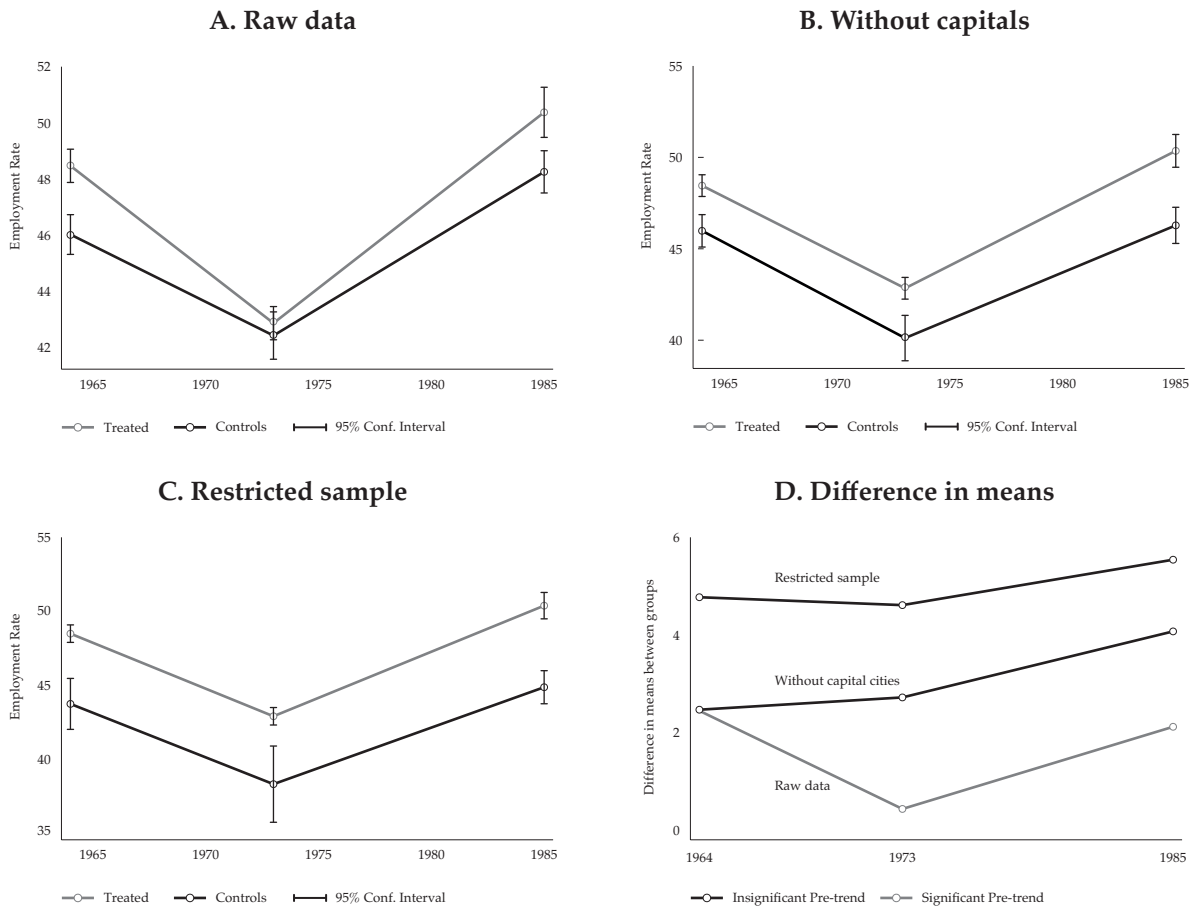 A. Raw data
Employment Rate
52
50
48
46
44
42
1965 1970 1975 1980 1985
Treated Controls 95% Conf. Interval
B. Without capitals
Employment Rate
55
50
45
40
1965 1970 1975 1980 1985
Treated Controls 95% Conf. Interval
C. Restricted sample
Employment Rate
55
50
45
40
35
1965 1970 1975 1980 1985
Treated Controls 95% Conf. Interval
D. Difference in means
Difference in means between groups
6
4
2
0
Restricted sample
Without capital cities
Raw data
1964 1973 1985
Insignificant Pre-trend Significant Pre-trend